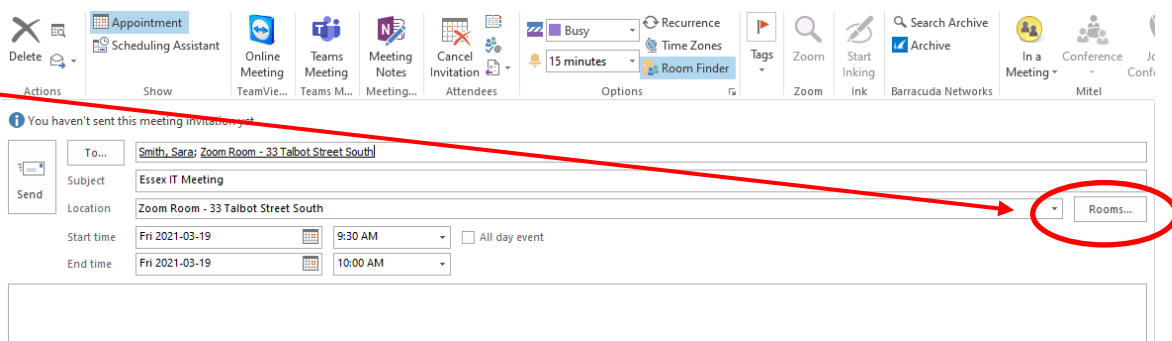 Appointment
Scheduling Assistant
Delete
Online Meeting
Teams Meeting
Meeting Notes
Cancel Invitation
Busy
15 minutes
Recurrence
Time Zones
Room Finder
Tags
Zoom
Start Inking
Search Archive
Archive
In a Meeting
Conference
Actions
Show
TeamVie...
Teams M...
Meeting...
Attendees
Options
Zoom
Ink
Barracuda Networks
Mitel
You haven't sent this meeting invitation yet.
Send
To...
Smith, Sara; Zoom Room - 33 Talbot Street South
Subject
Essex IT Meeting
Location
Zoom Room - 33 Talbot Street South
Rooms...
Start time
Fri 2021-03-19
9:30 AM
All day event
End time
Fri 2021-03-19
10:00 AM